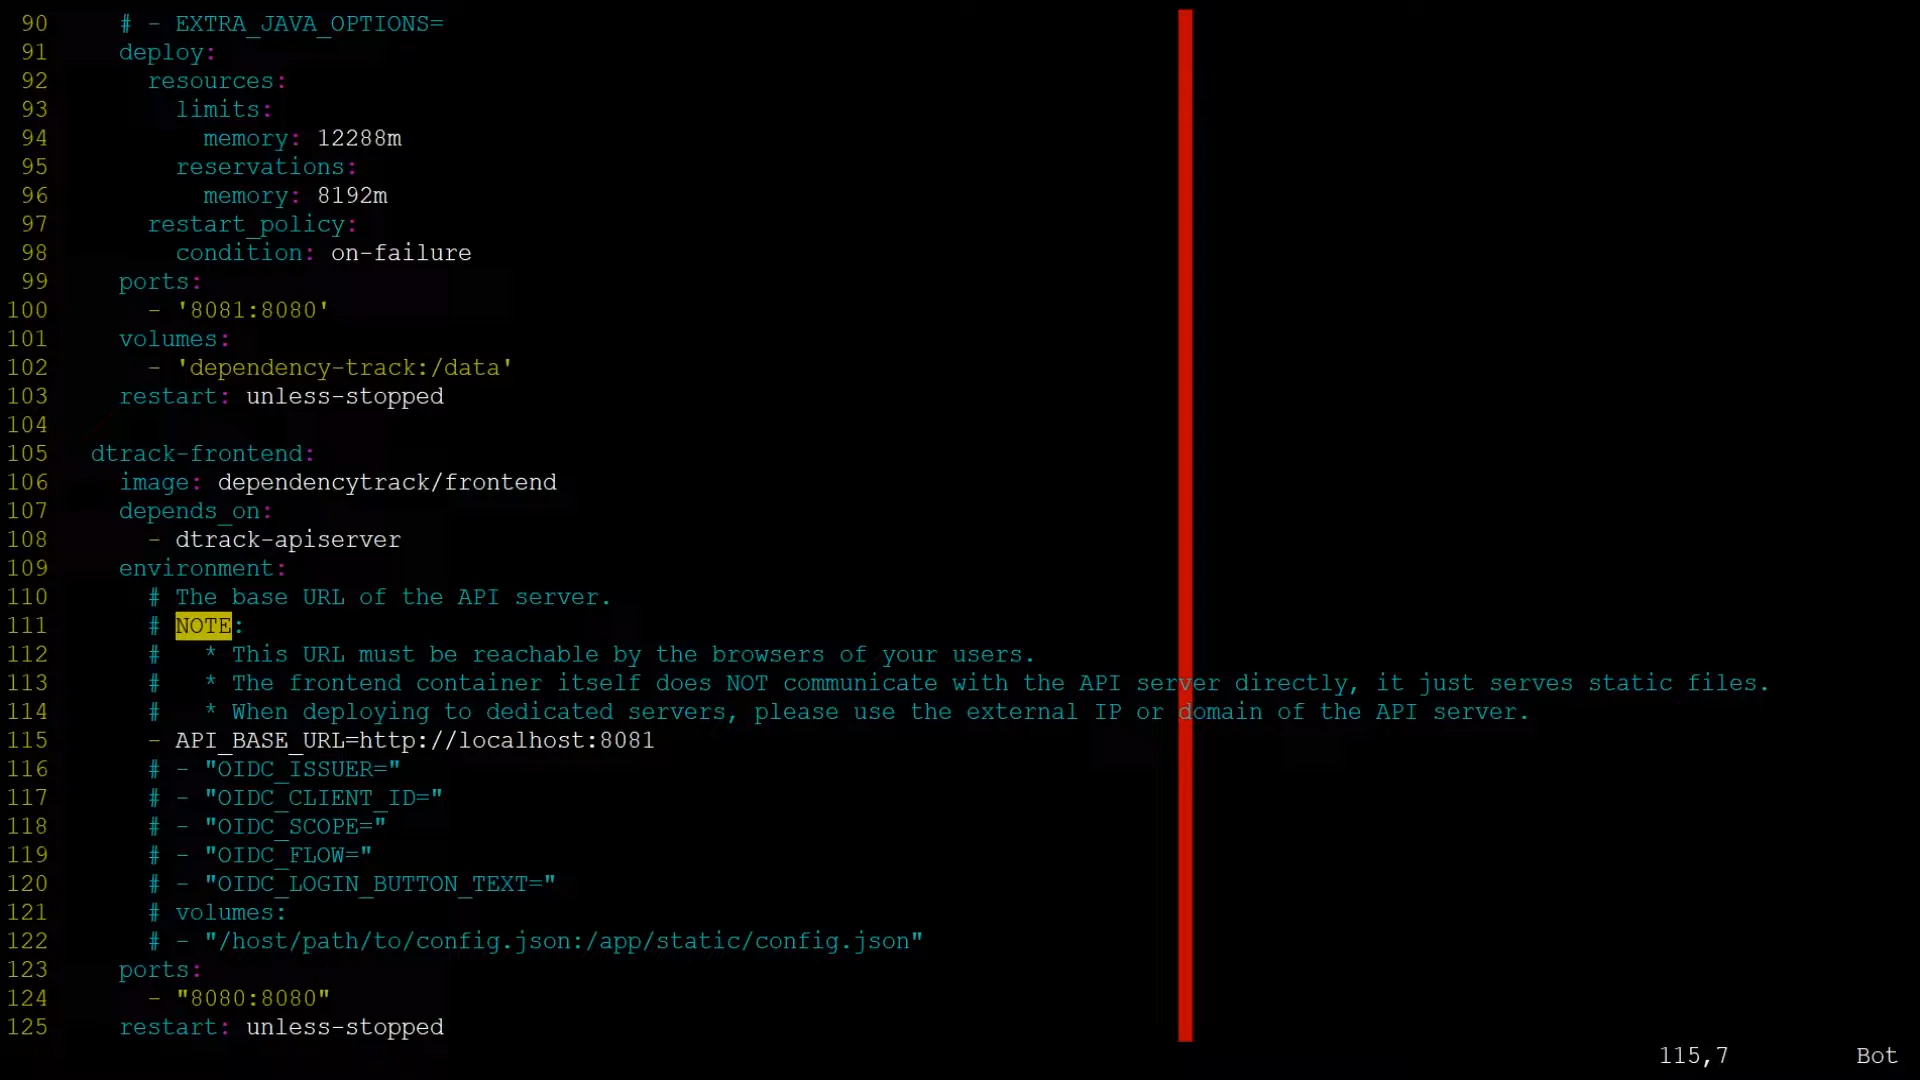 90     # - EXTRA_JAVA_OPTIONS=
91     deploy:
92       resources:
93         limits:
94           memory: 12288m
95         reservations:
96           memory: 8192m
97       restart_policy:
98         condition: on-failure
99     ports:
100       - '8081:8080'
101     volumes:
102       - 'dependency-track:/data'
103     restart: unless-stopped
104
105   dtrack-frontend:
106     image: dependencytrack/frontend
107     depends_on:
108       - dtrack-apiserver
109     environment:
110       # The base URL of the API server.
111       # NOTE:
112       #   * This URL must be reachable by the browsers of your users.
113       #   * The frontend container itself does NOT communicate with the API server directly, it just serves static files.
114       #   * When deploying to dedicated servers, please use the external IP or domain of the API server.
115       - API_BASE_URL=http://localhost:8081
116       # - "OIDC_ISSUER="
117       # - "OIDC_CLIENT_ID="
118       # - "OIDC_SCOPE="
119       # - "OIDC_FLOW="
120       # - "OIDC_LOGIN_BUTTON_TEXT="
121       # volumes:
122       # - "/host/path/to/config.json:/app/static/config.json"
123     ports:
124       - "8080:8080"
125     restart: unless-stopped
115,7 Bot